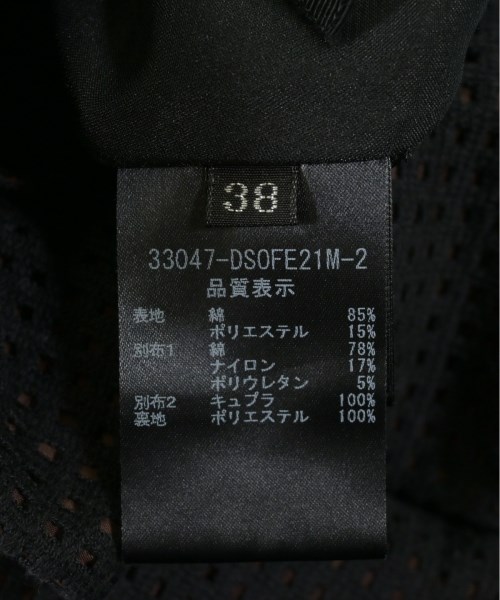 38
33047-DSOFE21M-2
品質表示
表地 綿 85%
ポリエステル 15%
別布1 綿 78%
ナイロン 17%
ポリウレタン 5%
別布2 キュプラ 100%
裏地 ポリエステル 100%